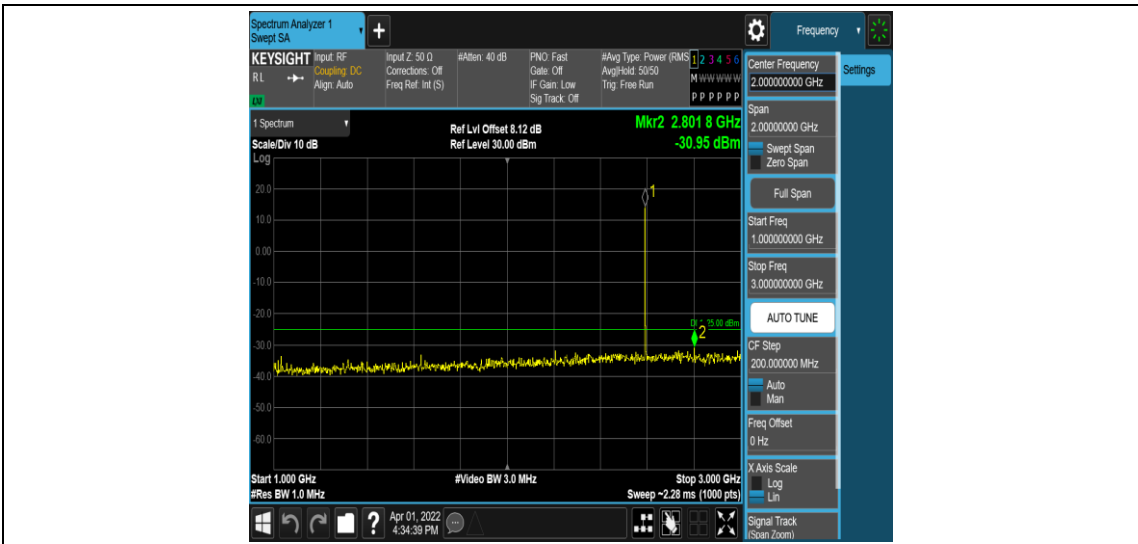 Spectrum Analyzer 1
Swept SA
+
Frequency
KEYSIGHT
RL
LXI
Input: RF
Coupling: DC
Align: Auto
Input Z: 50 Ω
Corrections: Off
Freq Ref: Int (S)
#Atten: 40 dB
PNO: Fast
Gate: Off
IF Gain: Low
Sig Track: Off
#Avg Type: Power (RMS
Avg|Hold: 50/50
Trig: Free Run
1 2 3 4 5 6
M W W W W W
P P P P P P
1 Spectrum
Scale/Div 10 dB
Log
Ref Lvl Offset 8.12 dB
Ref Level 30.00 dBm
Mkr2 2.801 8 GHz
-30.95 dBm
1
20.0
10.0
0.00
-10.0
-20.0
-30.0
-40.0
-50.0
-60.0
2
Start 1.000 GHz
#Res BW 1.0 MHz
#Video BW 3.0 MHz
Stop 3.000 GHz
Sweep ~2.28 ms (1000 pts)
Center Frequency
2.000000000 GHz
Settings
Span
2.00000000 GHz
Swept Span
Zero Span
Full Span
Start Freq
1.000000000 GHz
Stop Freq
3.000000000 GHz
AUTO TUNE
CF Step
200.000000 MHz
Auto
Man
Freq Offset
0 Hz
X Axis Scale
Log
Lin
Signal Track
(Span Zoom)
?
Apr 01, 2022
4:34:39 PM